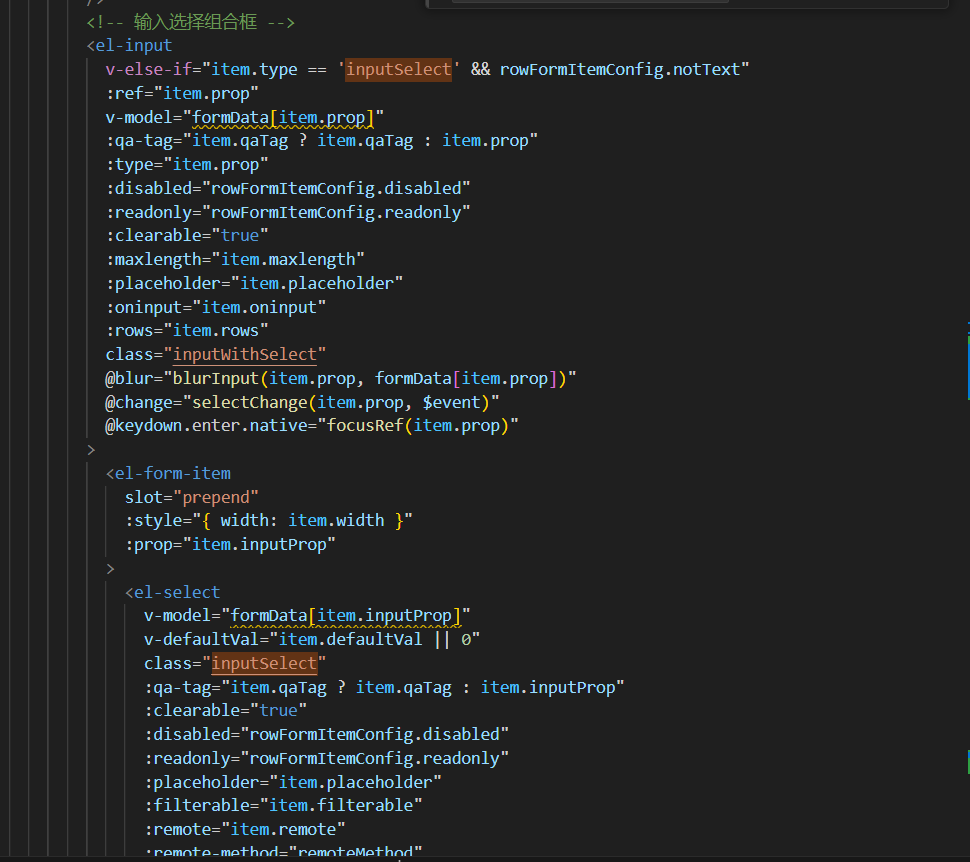 />
<!-- 输入选择组合框 -->
<el-input
v-else-if="item.type == 'inputSelect' && rowFormItemConfig.notText"
:ref="item.prop"
v-model="formData[item.prop]"
:qa-tag="item.qaTag ? item.qaTag : item.prop"
:type="item.prop"
:disabled="rowFormItemConfig.disabled"
:readonly="rowFormItemConfig.readonly"
:clearable="true"
:maxlength="item.maxlength"
:placeholder="item.placeholder"
:oninput="item.oninput"
:rows="item.rows"
class="inputWithSelect"
@blur="blurInput(item.prop, formData[item.prop])"
@change="selectChange(item.prop, $event)"
@keydown.enter.native="focusRef(item.prop)"
>
<el-form-item
slot="prepend"
:style="{ width: item.width }"
:prop="item.inputProp"
>
<el-select
v-model="formData[item.inputProp]"
v-defaultVal="item.defaultVal || 0"
class="inputSelect"
:qa-tag="item.qaTag ? item.qaTag : item.inputProp"
:clearable="true"
:disabled="rowFormItemConfig.disabled"
:readonly="rowFormItemConfig.readonly"
:placeholder="item.placeholder"
:filterable="item.filterable"
:remote="item.remote"
:remote-method="remoteMethod"